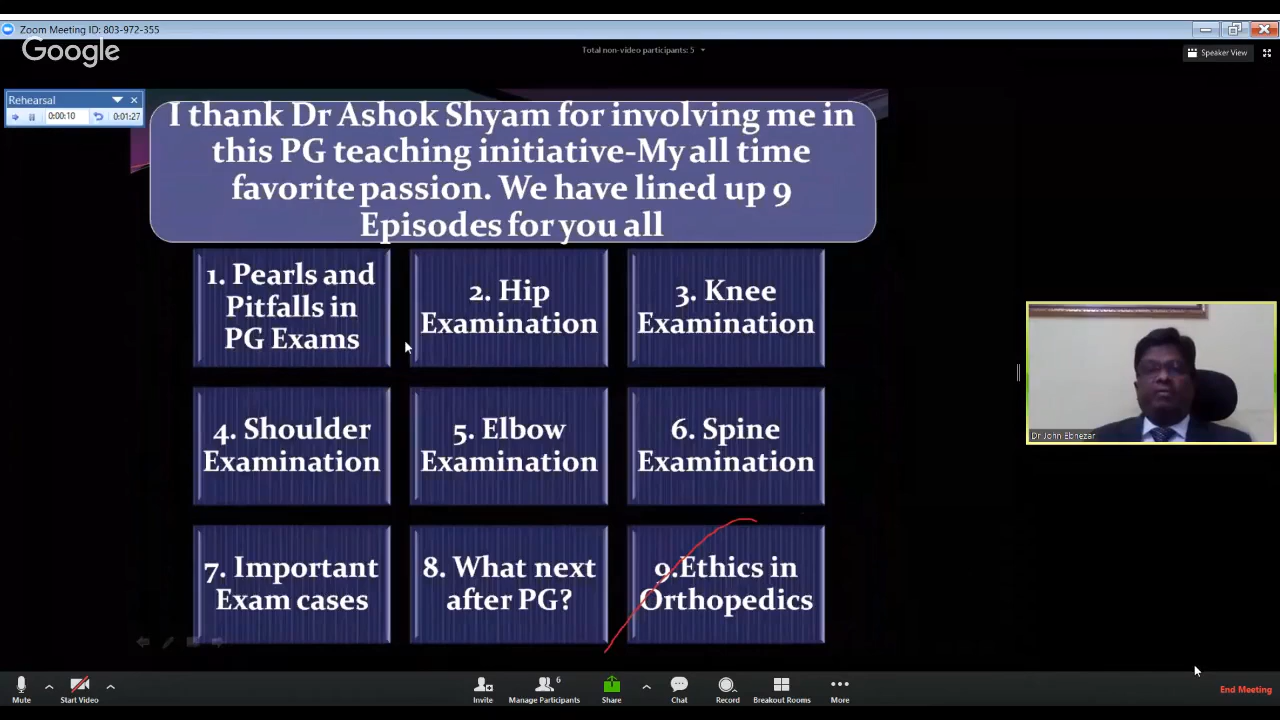 Zoom Meeting ID: 803-972-355
Google
Total non-video participants: 5
Speaker View
Rehearsal
0:00:10
0:01:27
I thank Dr Ashok Shyam for involving me in
this PG teaching initiative-My all time
favorite passion. We have lined up 9
Episodes for you all
1. Pearls and
Pitfalls in
PG Exams
2. Hip
Examination
3. Knee
Examination
4. Shoulder
Examination
5. Elbow
Examination
6. Spine
Examination
7. Important
Exam cases
8. What next
after PG?
9.Ethics in
Orthopedics
Dr John Ebnezar
Mute
Start Video
Invite
6
Manage Participants
Share
Chat
Record
Breakout Rooms
More
End Meeting